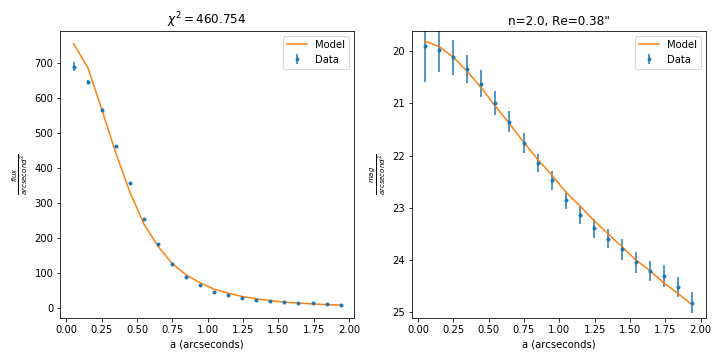 χ² = 460.754
Model
Data
700
600
500
400
300
200
100
0
flux
arcsecond²
0.00 0.25 0.50 0.75 1.00 1.25 1.50 1.75 2.00
a (arcseconds)
n=2.0, Re=0.38"
Model
Data
20
21
22
23
24
25
mag
arcsecond²
0.00 0.25 0.50 0.75 1.00 1.25 1.50 1.75 2.00
a (arcseconds)